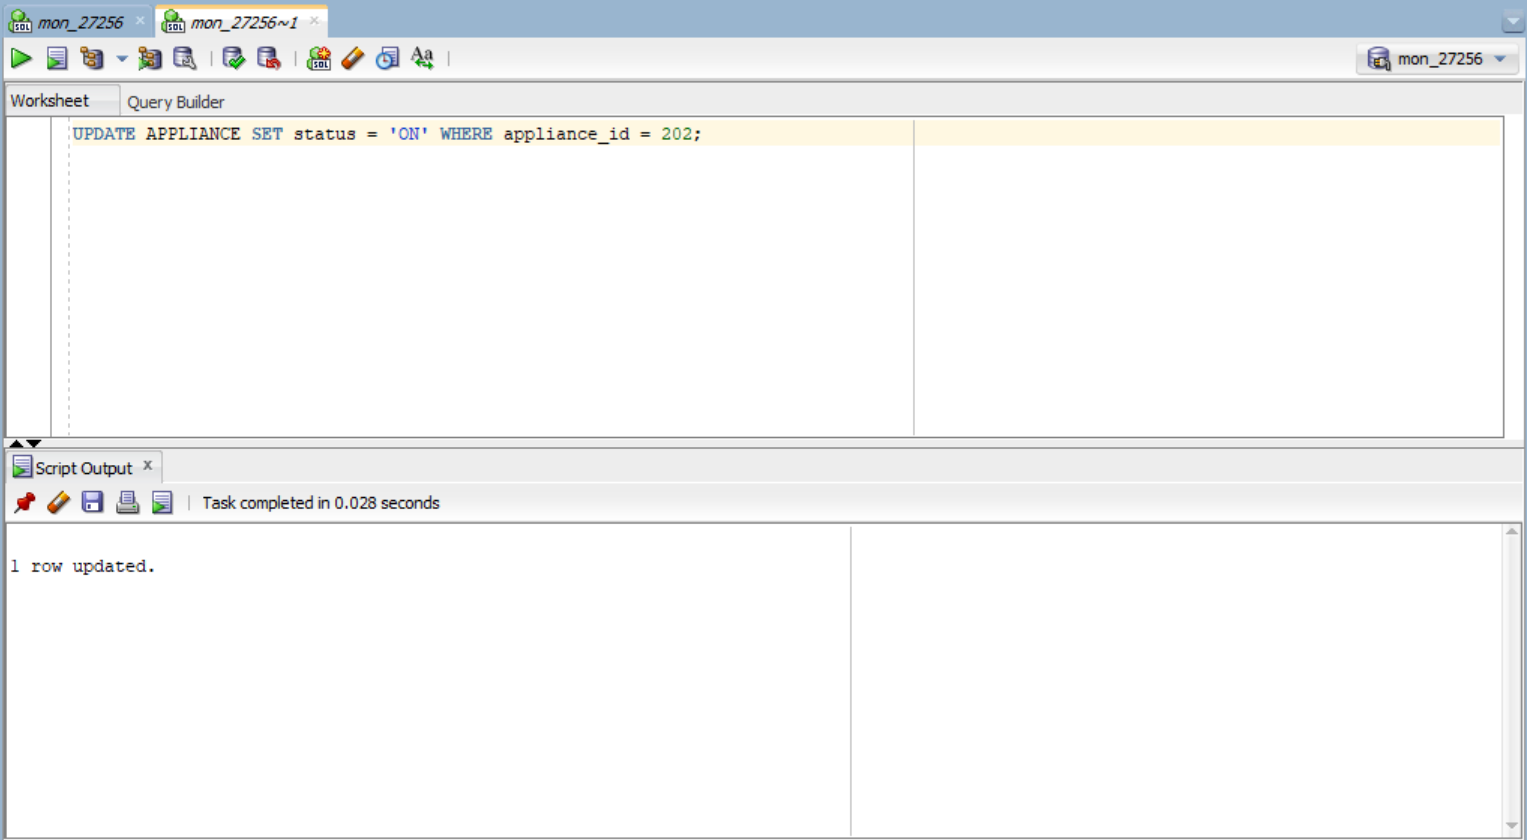 mon_27256 mon_27256~1
mon_27256
Worksheet Query Builder
UPDATE APPLIANCE SET status = 'ON' WHERE appliance_id = 202;
Script Output x
Task completed in 0.028 seconds
1 row updated.